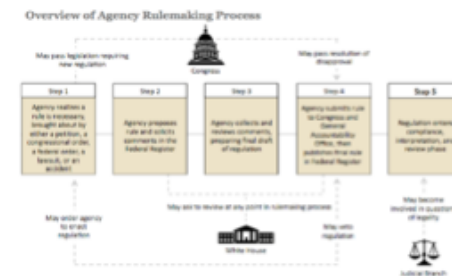 Overview of Agency Rulemaking Process
May pass legislation requiring
new regulation
Congress
May pass resolution of
disapproval
Step 1
Agency realizes a
rule is necessary,
brought about by
either a petition, a
congressional order,
a federal order, a
lawsuit, or an
accident
Step 2
Agency proposes
rule and solicits
comments in the
Federal Register
Step 3
Agency collects and
reviews comments,
preparing final draft
of regulation
Step 4
Agency submits rule
to Congress and
General
Accountability
Office, then
publishes final rule
in Federal Register
Step 5
Regulation enters
compliance,
interpretation, and
review phase
May order agency
to enact
regulation
May ask to review at any point in rulemaking process
White House
May veto
regulation
May become
involved in questions
of legality
Judicial Branch